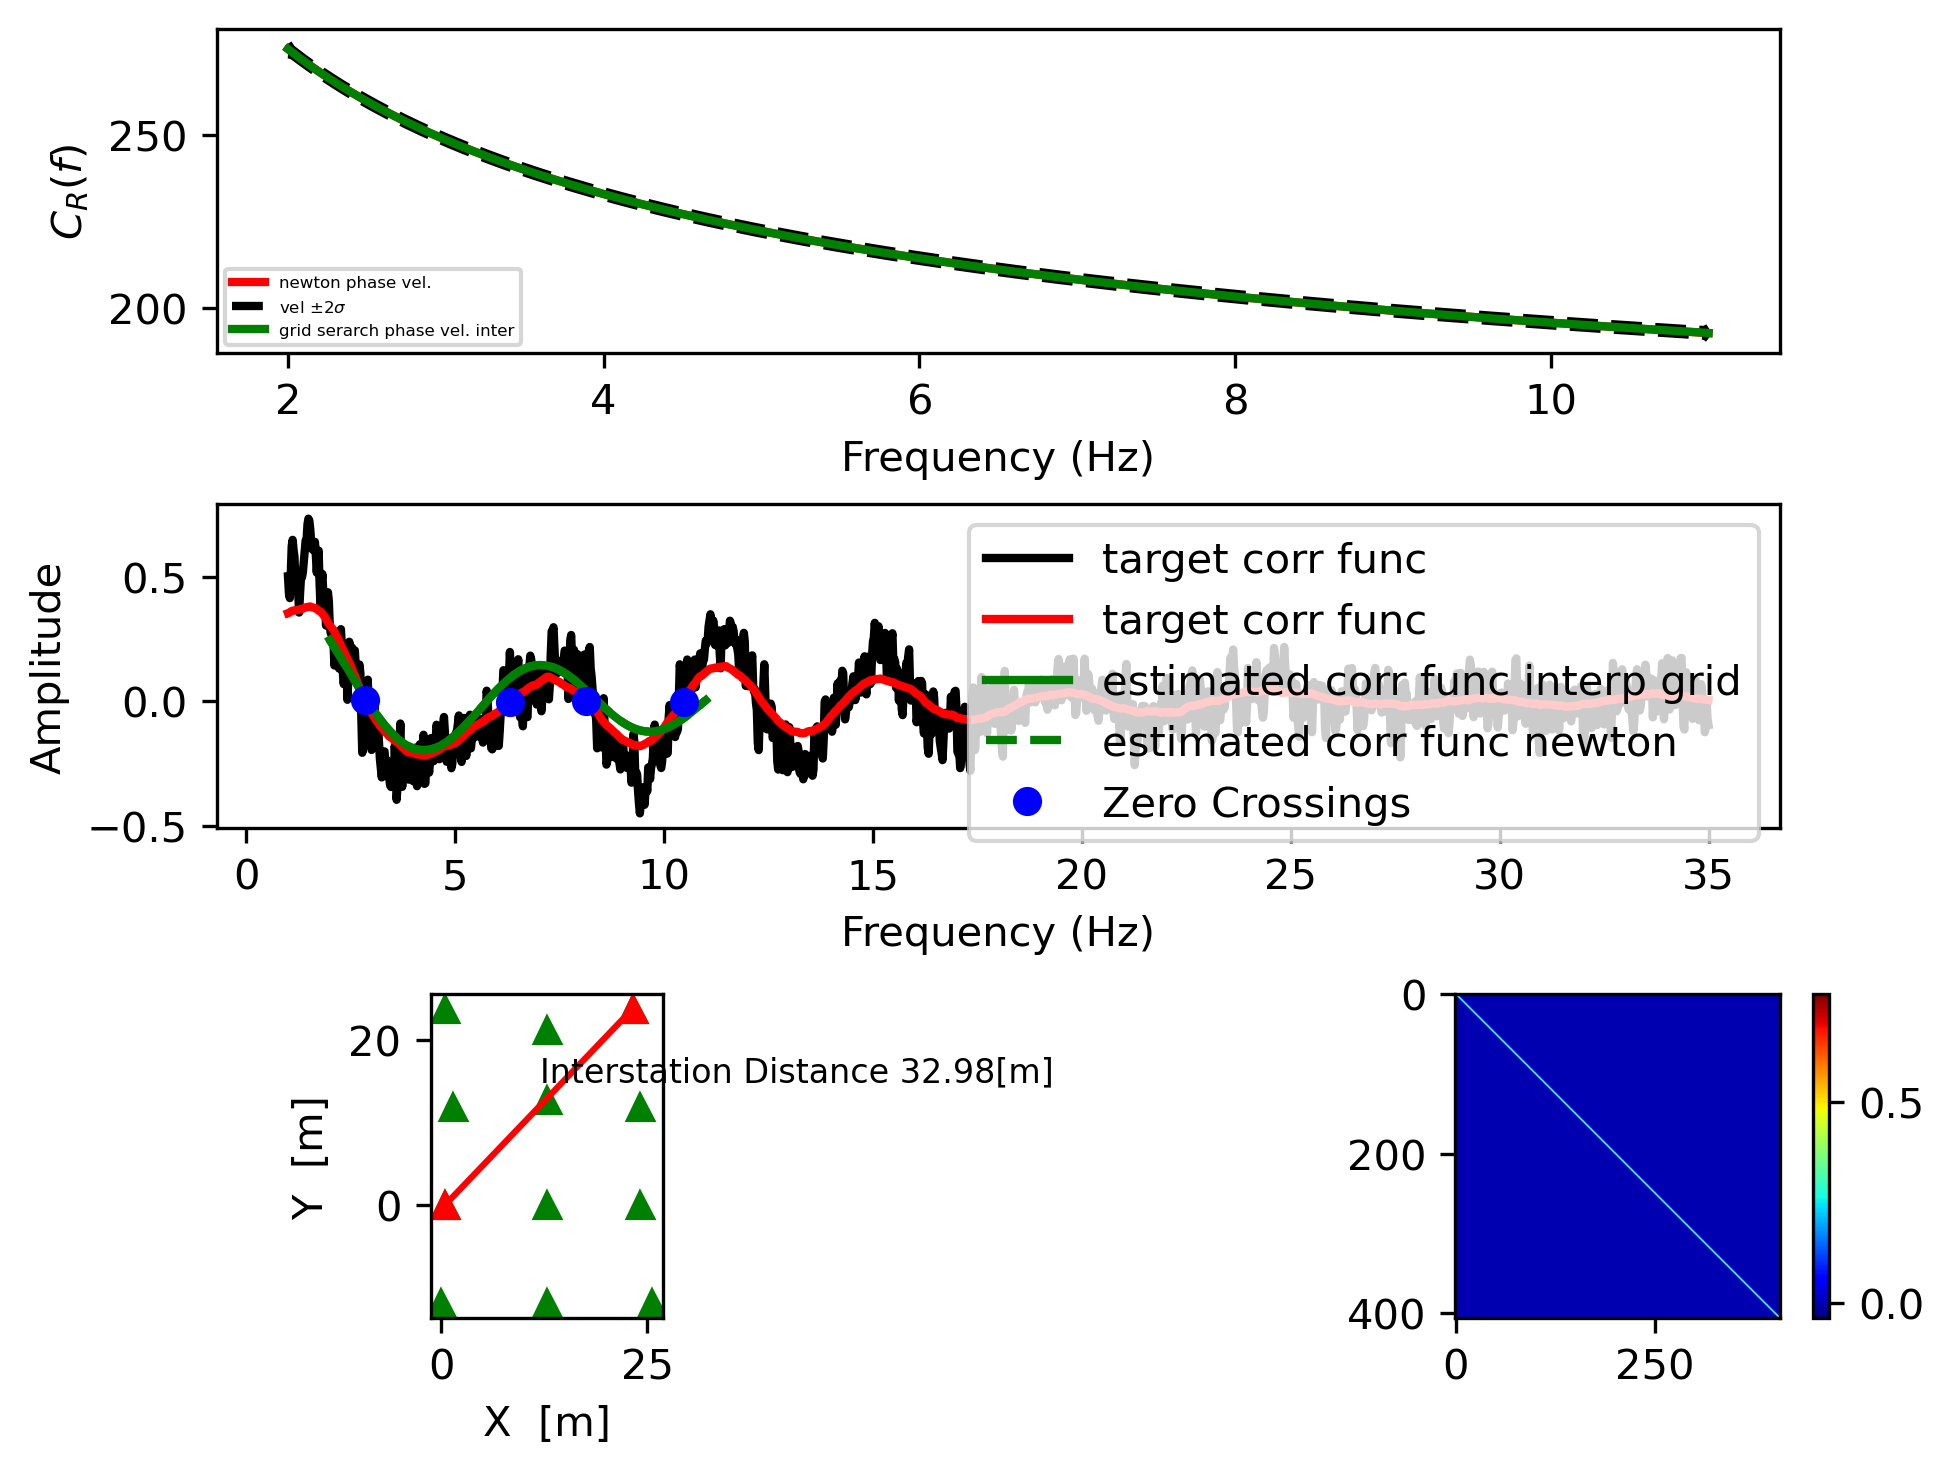 250
200
C_R(f)
newton phase vel.
vel ±2σ
grid serarch phase vel. inter
2 4 6 8 10
Frequency (Hz)
0.5
0.0
−0.5
Amplitude
target corr func
target corr func
estimated corr func interp grid
estimated corr func newton
Zero Crossings
0 5 10 15 20 25 30 35
Frequency (Hz)
20
0
Y [m]
Interstation Distance 32.98[m]
0 25
X [m]
0
200
400
0 250
0.5
0.0